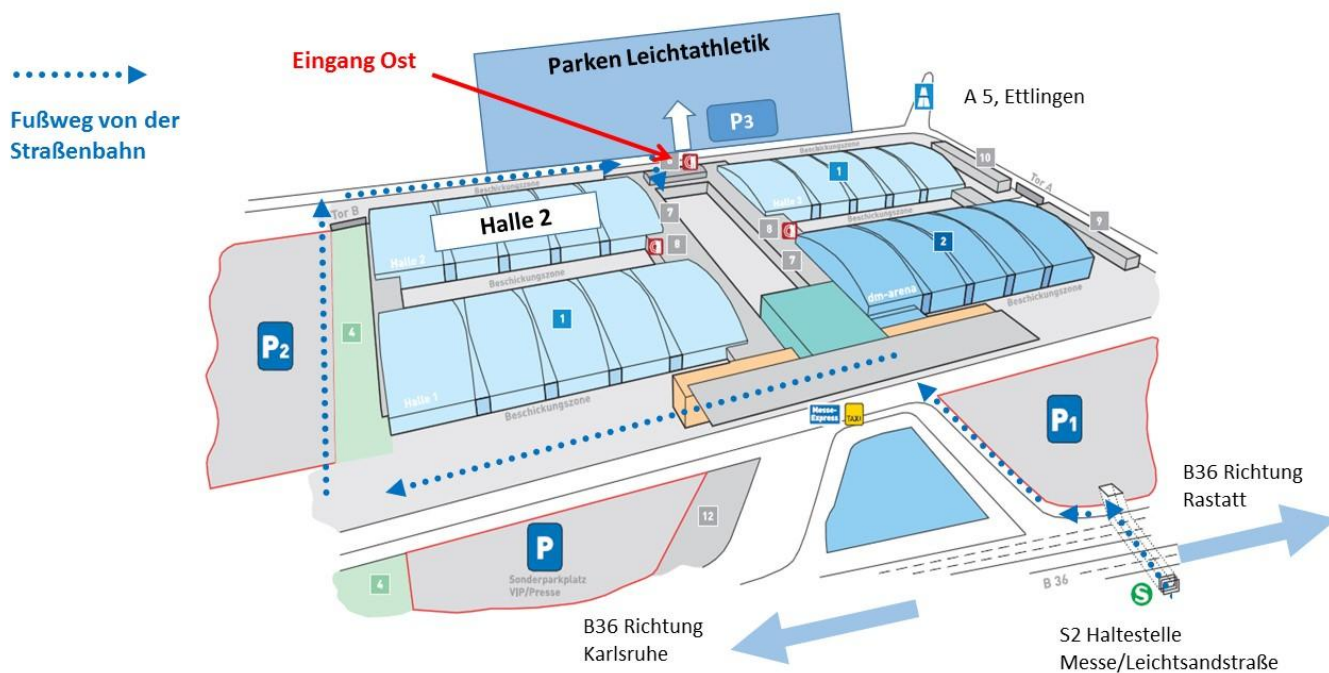 Parken Leichtathletik
Eingang Ost
A 5, Ettlingen
P3
Fußweg von der
Straßenbahn
10
Beschickungszone
Beschickungszone
1
Tor A
Tor B
Halle 2
7
9
8
8
2
7
Halle 2
Beschickungszone
Beschickungszone
dm-arena
Beschickungszone
4
1
P2
Halle 1
Beschickungszone
Messe-
Express
TAXI
P1
B36 Richtung
Rastatt
12
P
Sonderparkplatz
VIP/Presse
4
B 36
S
B36 Richtung
Karlsruhe
S2 Haltestelle
Messe/Leichtsandstraße